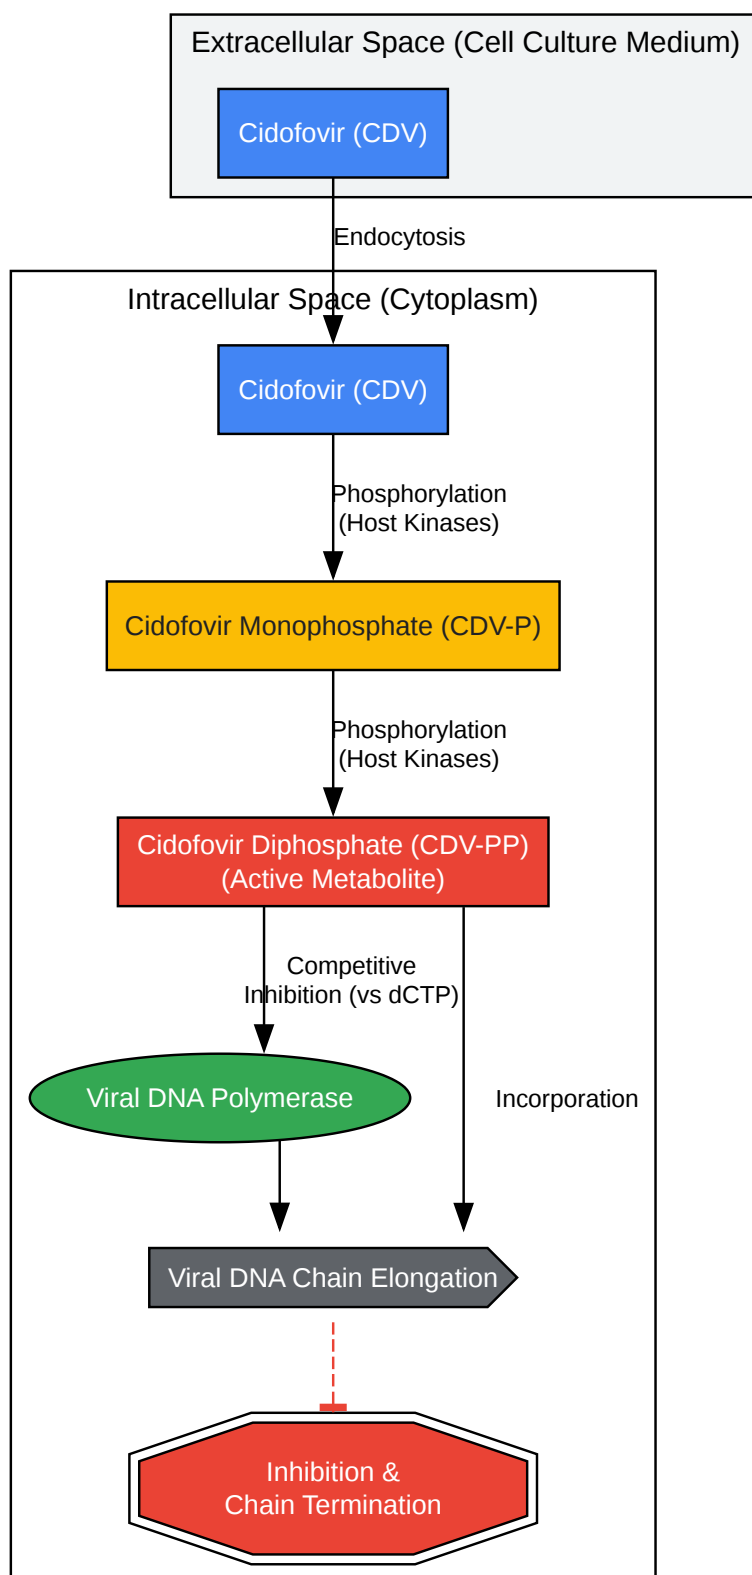 Extracellular Space (Cell Culture Medium)
Cidofovir (CDV)
Endocytosis
Intracellular Space (Cytoplasm)
Cidofovir (CDV)
Phosphorylation
(Host Kinases)
Cidofovir Monophosphate (CDV-P)
Phosphorylation
(Host Kinases)
Cidofovir Diphosphate (CDV-PP)
(Active Metabolite)
Competitive
Inhibition (vs dCTP)
Viral DNA Polymerase
Incorporation
Viral DNA Chain Elongation
Inhibition &
Chain Termination